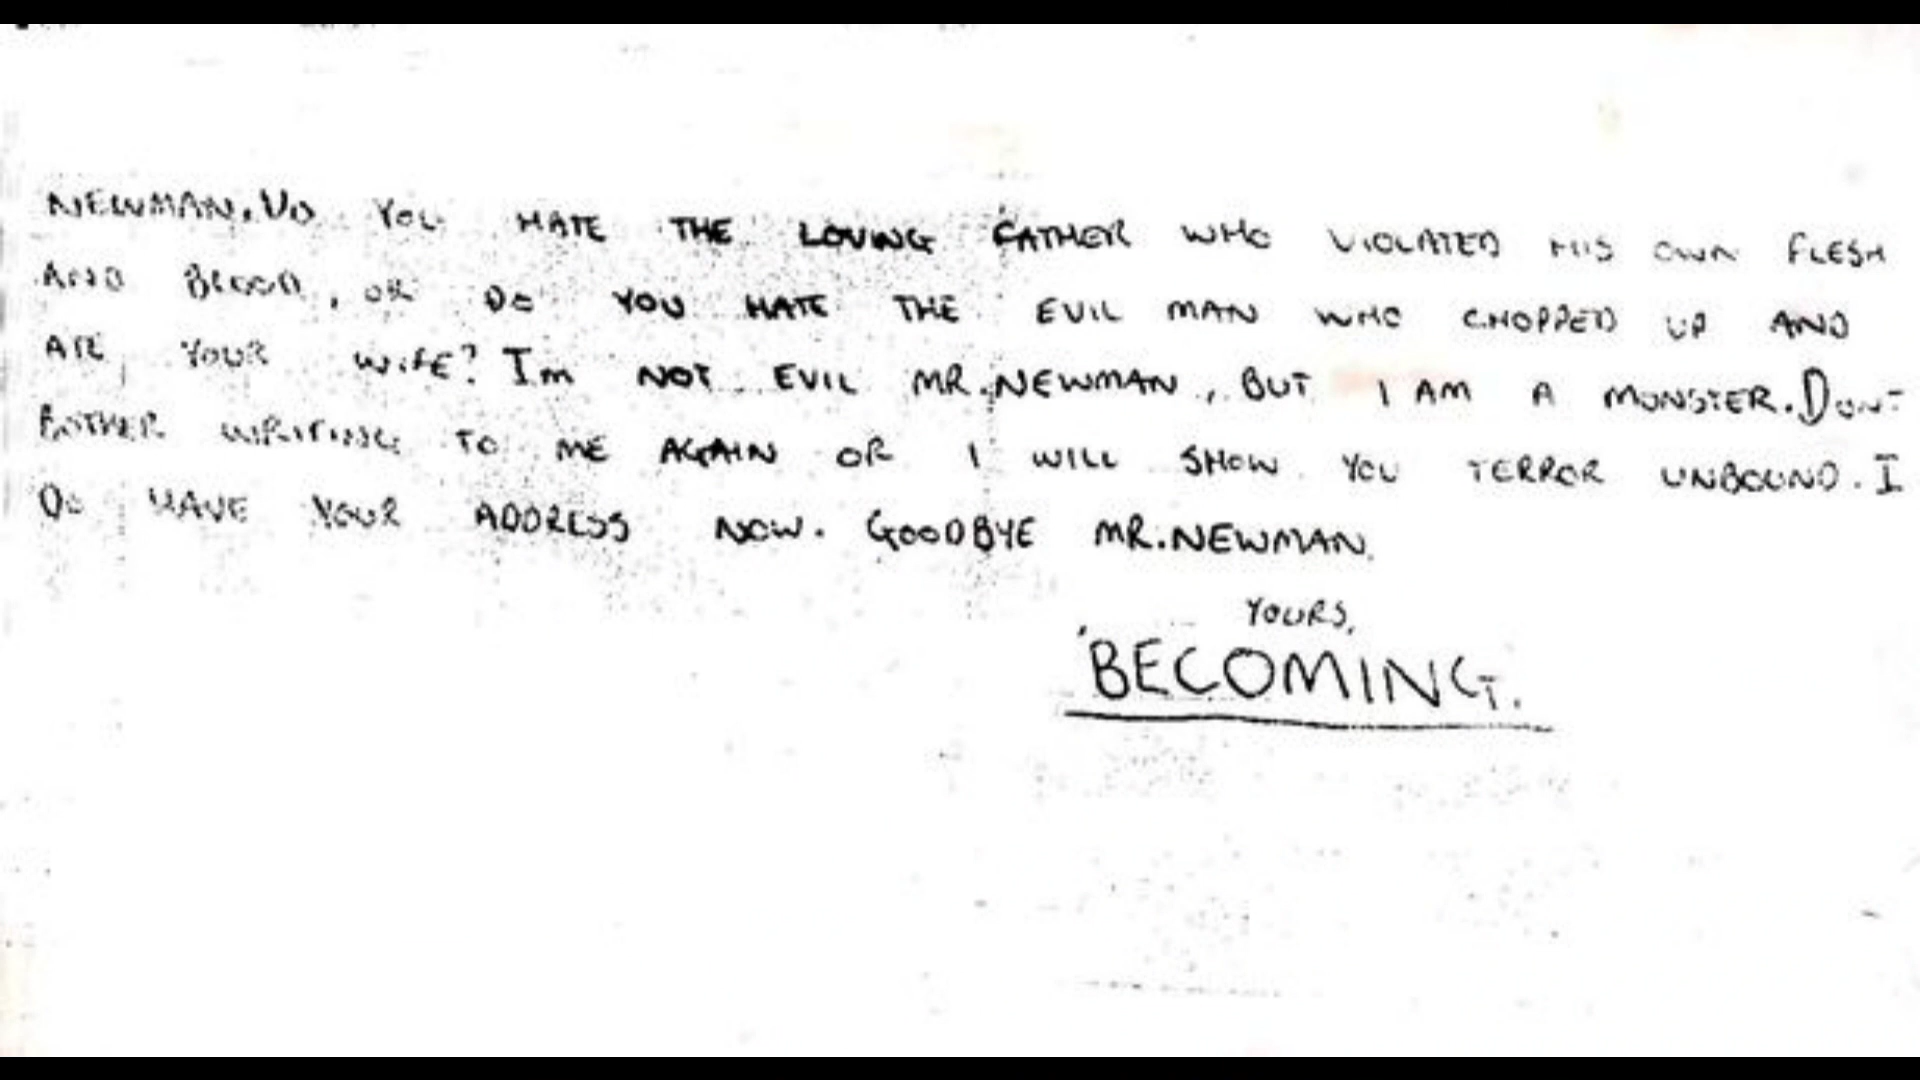 NEWMAN. DO YOU HATE THE LOVING FATHER WHO VIOLATED HIS OWN FLESH
AND BLOOD, OR DO YOU HATE THE EVIL MAN WHO CHOPPED UP AND
ATE YOUR WIFE? Im NOT EVIL MR. NEWMAN, BUT I AM A MONSTER. DONT
BOTHER WRITING TO ME AGAIN OR I WILL SHOW YOU TERROR UNBOUND. I
DO HAVE YOUR ADDRESS NOW. GOODBYE MR. NEWMAN.
YOURS,
'BECOMING.